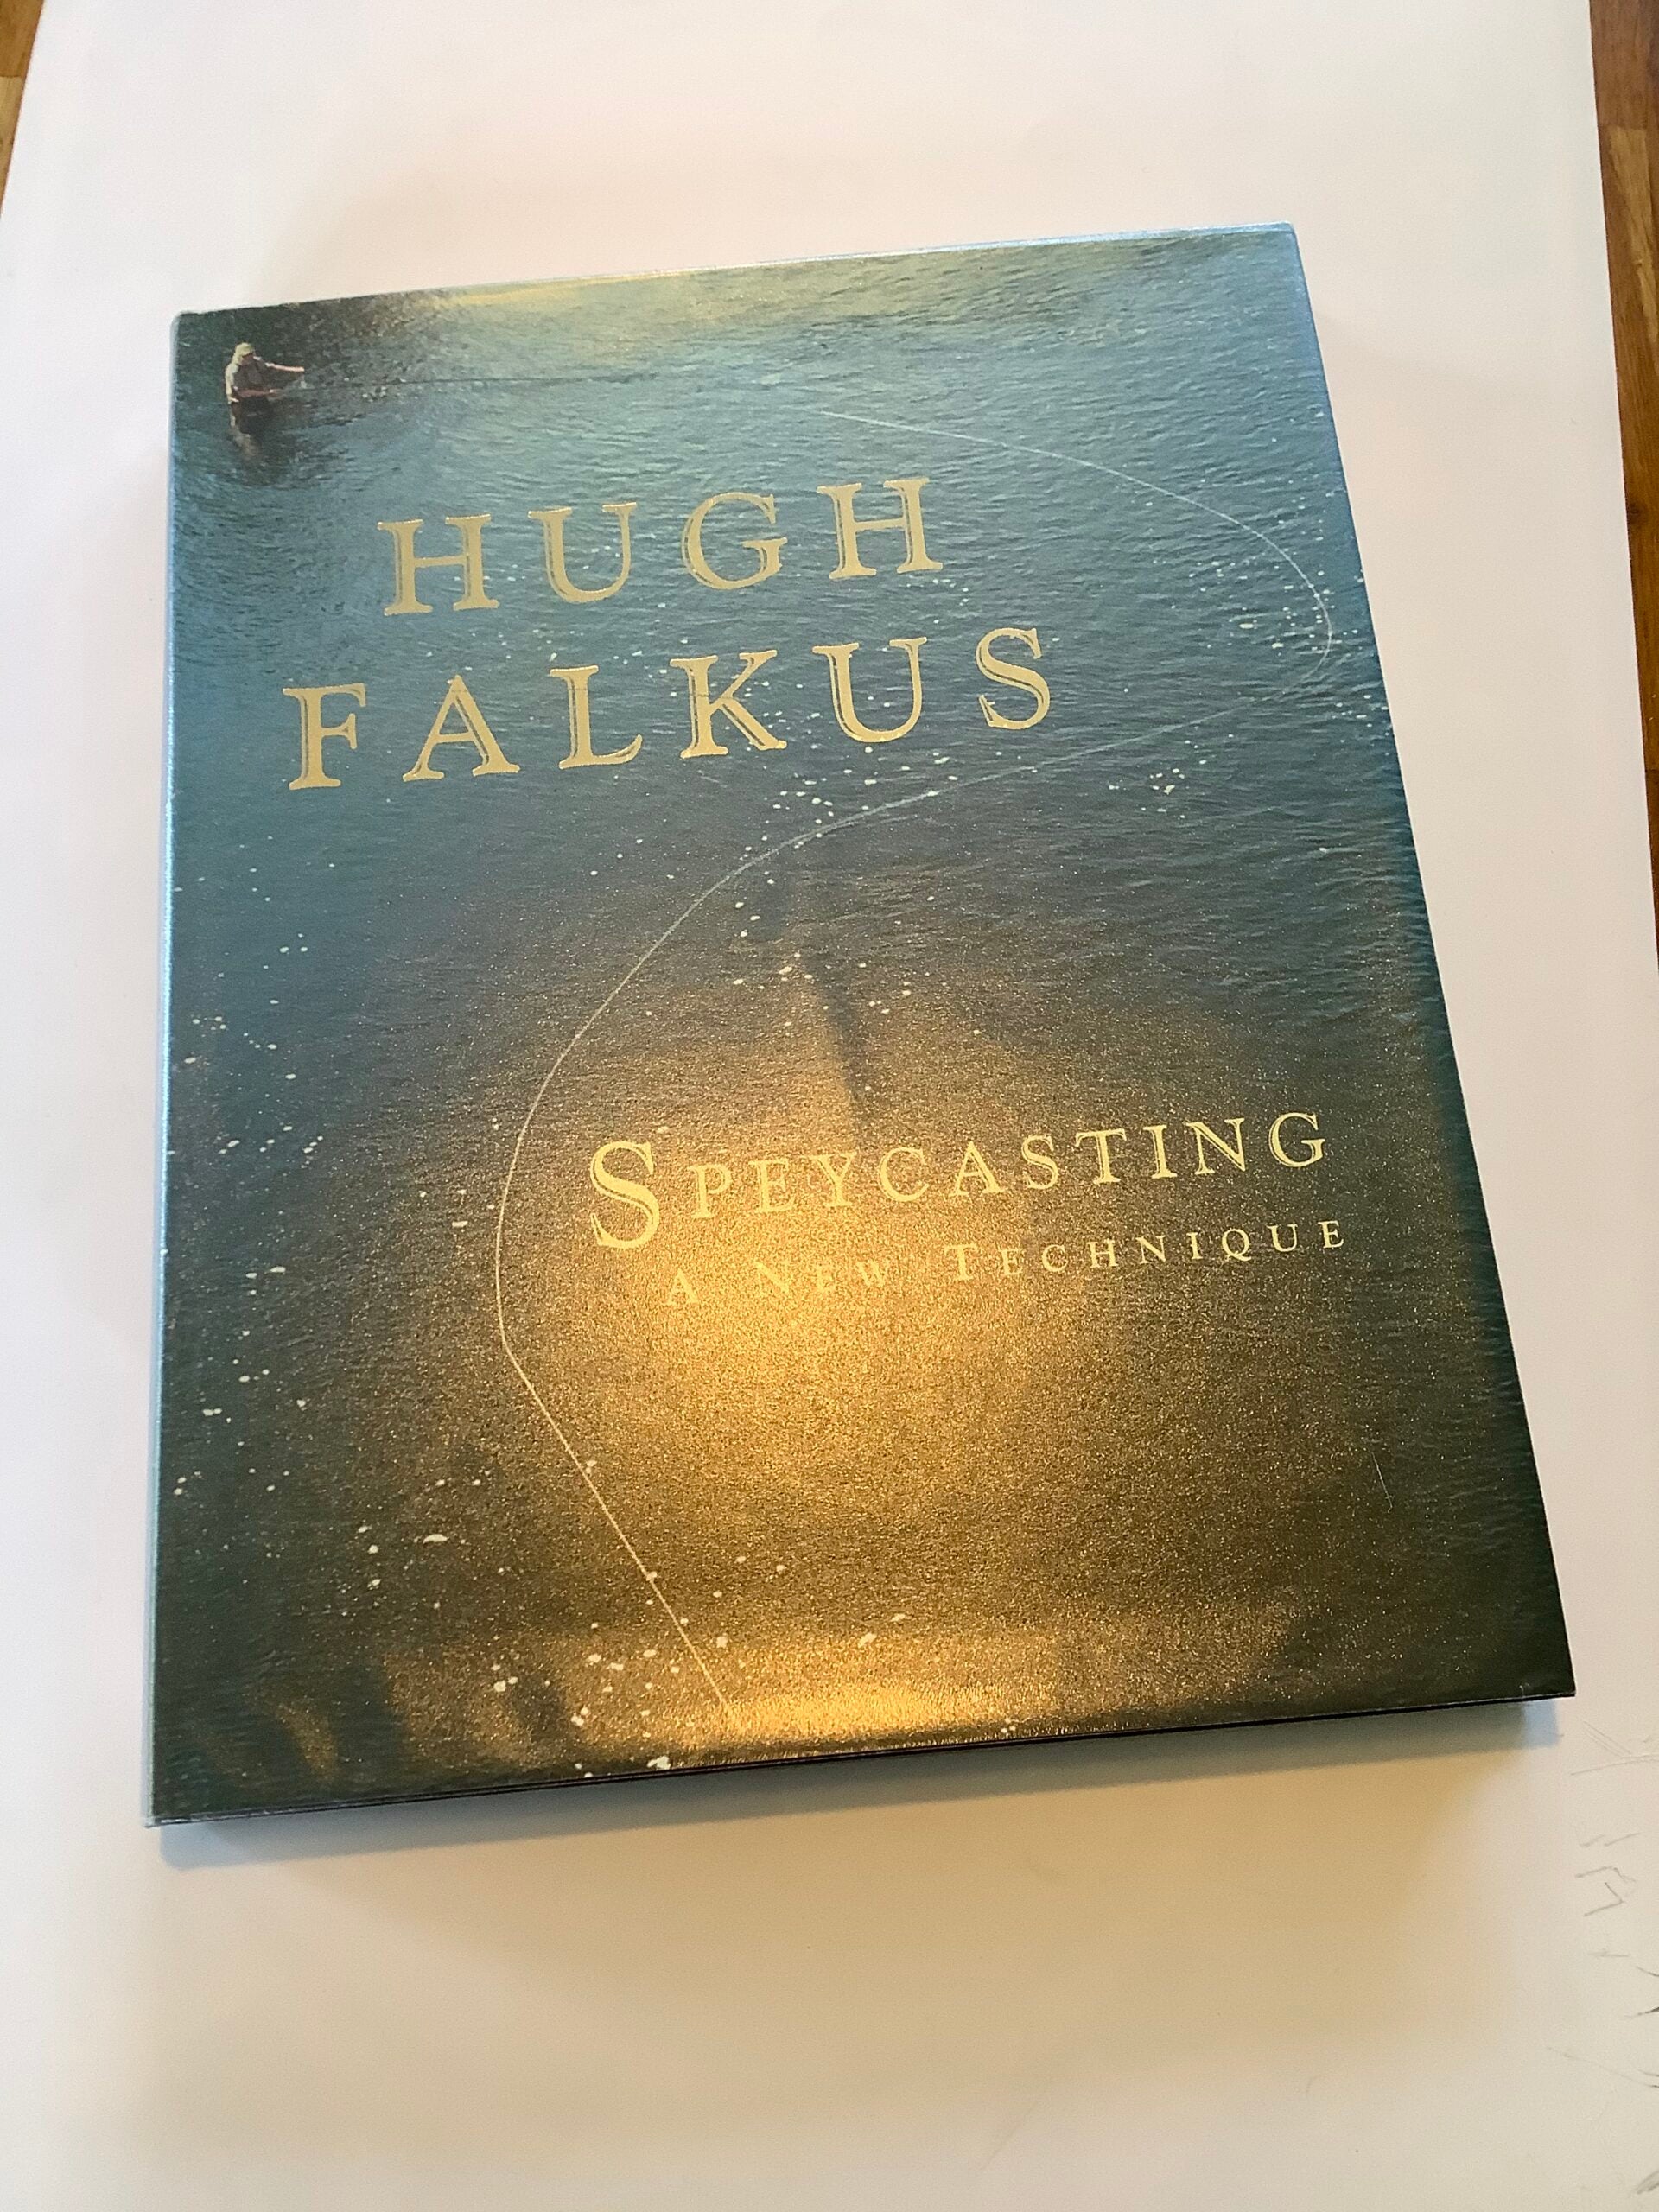 HUGH
FALKUS
SPEYCASTING
A NEW TECHNIQUE